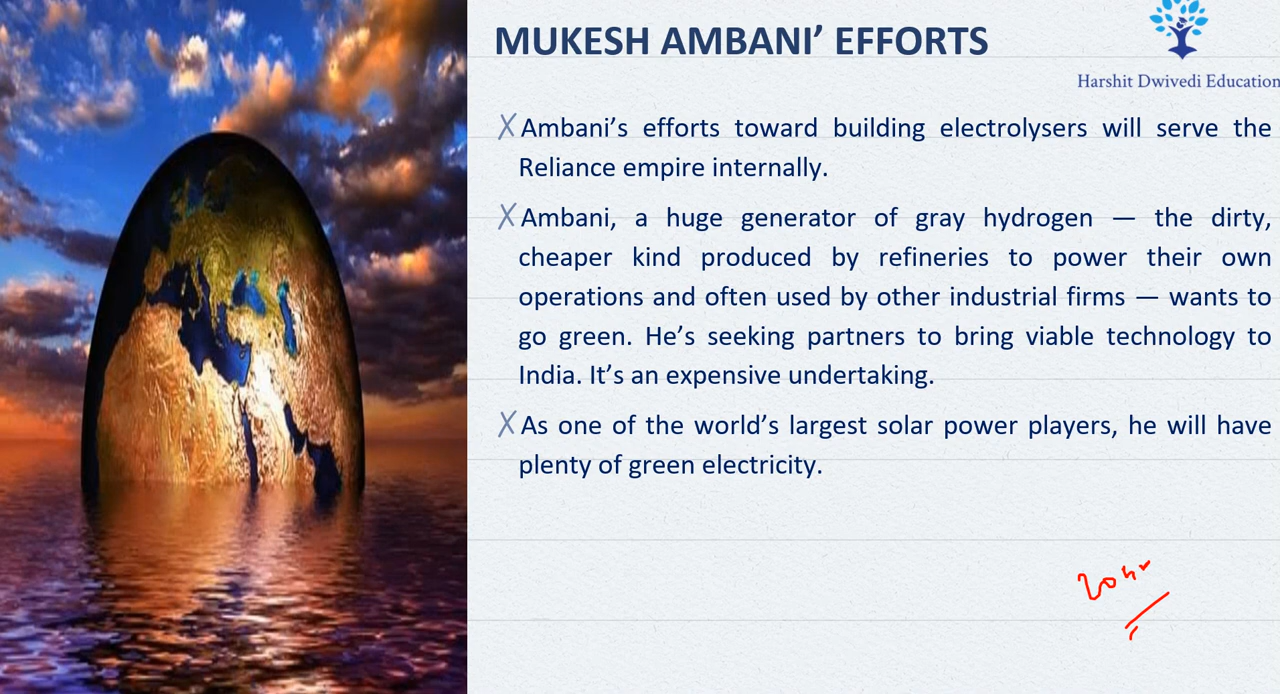 MUKESH AMBANI’ EFFORTS
Harshit Dwivedi Education
Ambani’s efforts toward building electrolysers will serve the
Reliance empire internally.
Ambani, a huge generator of gray hydrogen — the dirty,
cheaper kind produced by refineries to power their own
operations and often used by other industrial firms — wants to
go green. He’s seeking partners to bring viable technology to
India. It’s an expensive undertaking.
As one of the world’s largest solar power players, he will have
plenty of green electricity.